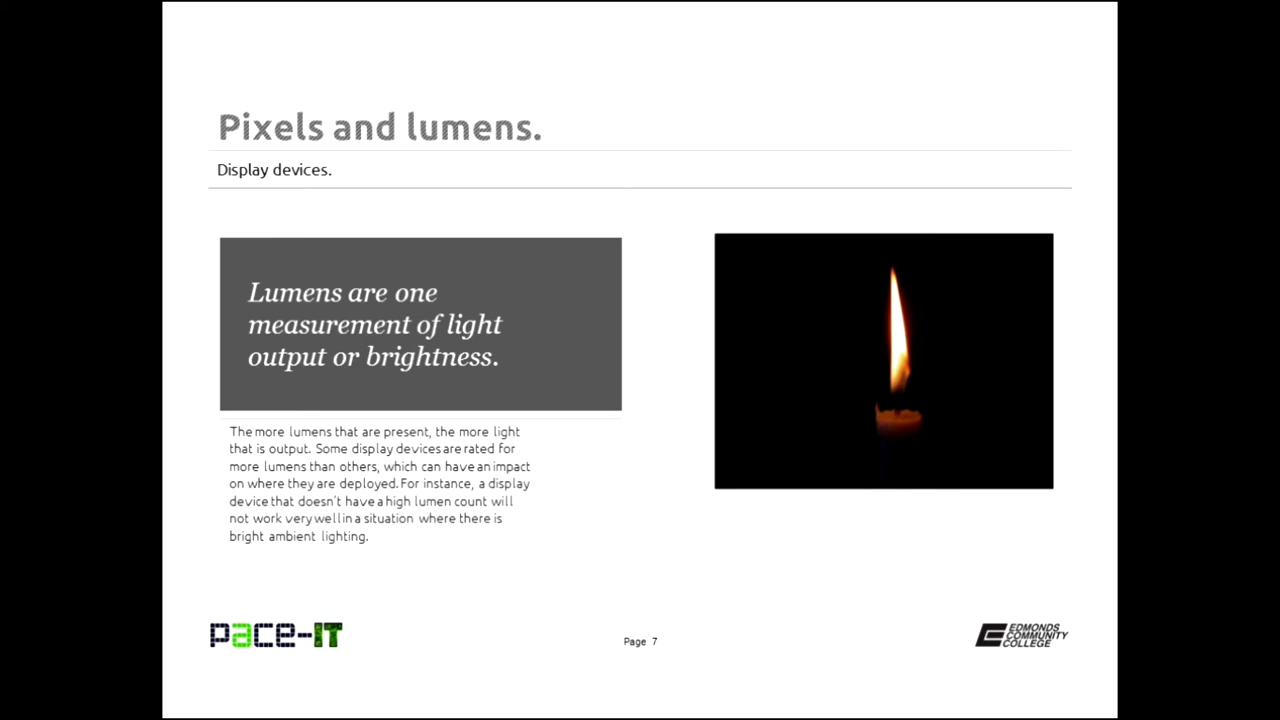 Pixels and lumens.
Display devices.
Lumens are one
measurement of light
output or brightness.
The more lumens that are present, the more light
that is output. Some display devices are rated for
more lumens than others, which can have an impact
on where they are deployed. For instance, a display
device that doesn't have a high lumen count will
not work very well in a situation where there is
bright ambient lighting.
pace-IT
Page 7
EDMONDS
COMMUNITY
COLLEGE